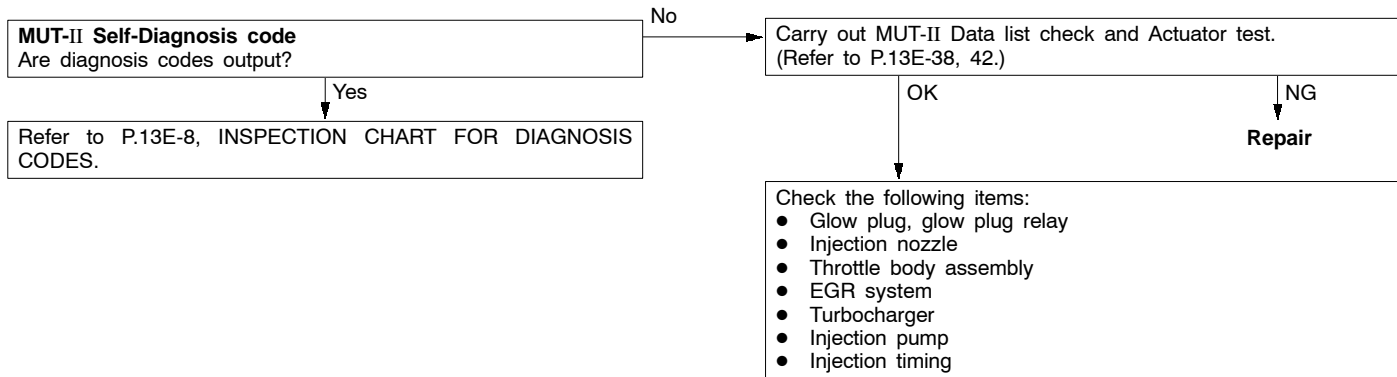 MUT-II Self-Diagnosis code
Are diagnosis codes output?
No
Yes
Refer to P.13E-8, INSPECTION CHART FOR DIAGNOSIS
CODES.
Carry out MUT-II Data list check and Actuator test.
(Refer to P.13E-38, 42.)
OK
NG
Repair
Check the following items:
● Glow plug, glow plug relay
● Injection nozzle
● Throttle body assembly
● EGR system
● Turbocharger
● Injection pump
● Injection timing